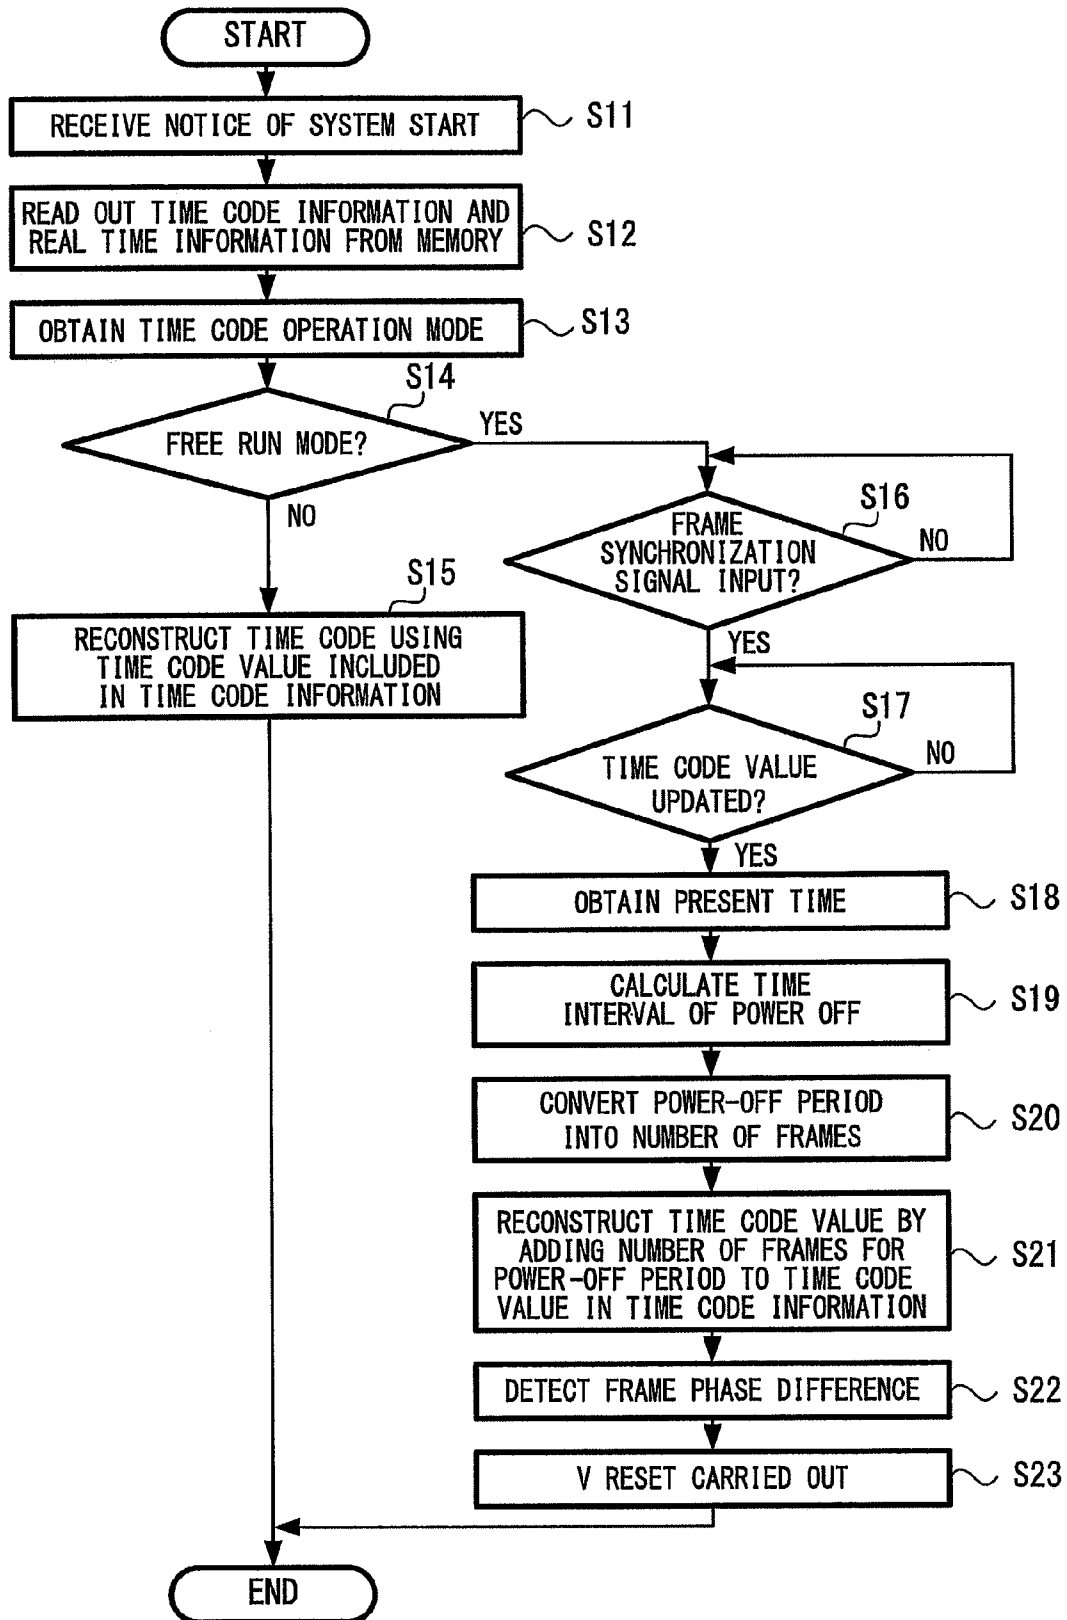 START
RECEIVE NOTICE OF SYSTEM START
S11
READ OUT TIME CODE INFORMATION AND
REAL TIME INFORMATION FROM MEMORY
S12
OBTAIN TIME CODE OPERATION MODE
S13
S14
FREE RUN MODE?
YES
NO
S15
RECONSTRUCT TIME CODE USING
TIME CODE VALUE INCLUDED
IN TIME CODE INFORMATION
S16
FRAME
SYNCHRONIZATION
SIGNAL INPUT?
NO
YES
S17
TIME CODE VALUE
UPDATED?
NO
YES
OBTAIN PRESENT TIME
S18
CALCULATE TIME
INTERVAL OF POWER OFF
S19
CONVERT POWER-OFF PERIOD
INTO NUMBER OF FRAMES
S20
RECONSTRUCT TIME CODE VALUE BY
ADDING NUMBER OF FRAMES FOR
POWER-OFF PERIOD TO TIME CODE
VALUE IN TIME CODE INFORMATION
S21
DETECT FRAME PHASE DIFFERENCE
S22
V RESET CARRIED OUT
S23
END